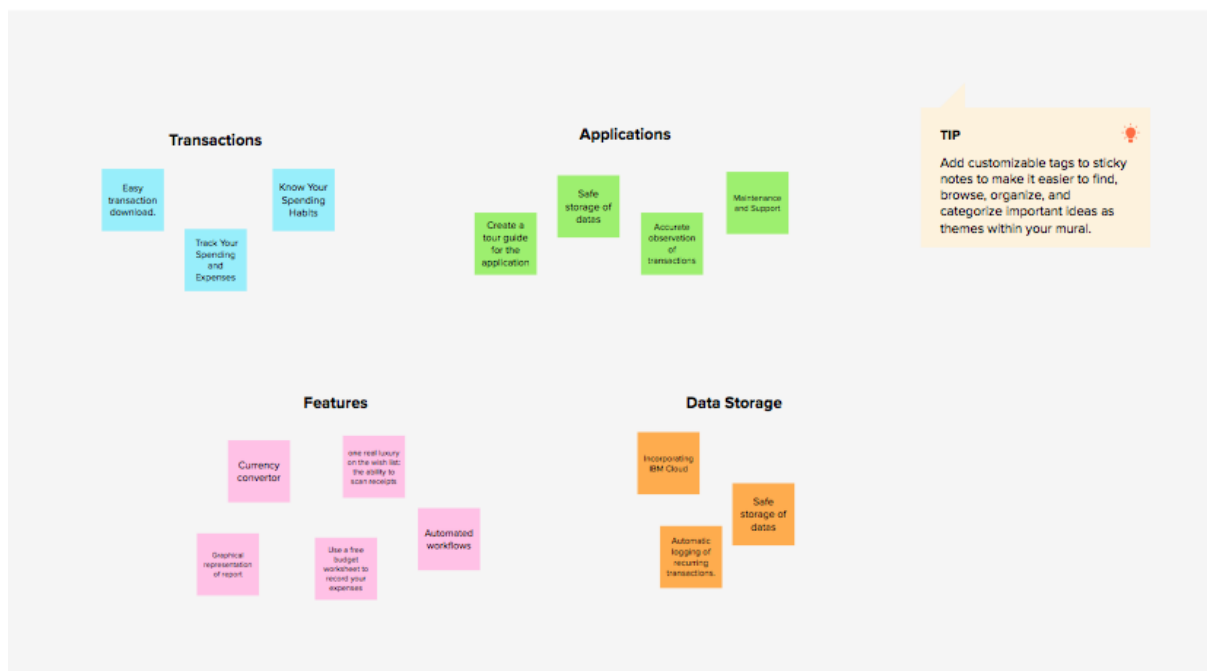 Transactions
Easy
transaction
download.
Know Your
Spending
Habits
Track Your
Spending
and
Expenses
Applications
Create a
tour guide
for the
application
Safe
storage of
datas
Accurate
observation
of
transactions
Maintenance
and Support
TIP
Add customizable tags to sticky
notes to make it easier to find,
browse, organize, and
categorize important ideas as
themes within your mural.
Features
Currency
convertor
one real luxury
on the wish list:
the ability to
scan receipts
Automated
workflows
Graphical
representation
of report.
Use a free
budget
worksheet to
record your
expenses
Data Storage
Incorporating
IBM Cloud
Safe
storage of
datas
Automatic
logging of
recurring
transactions.